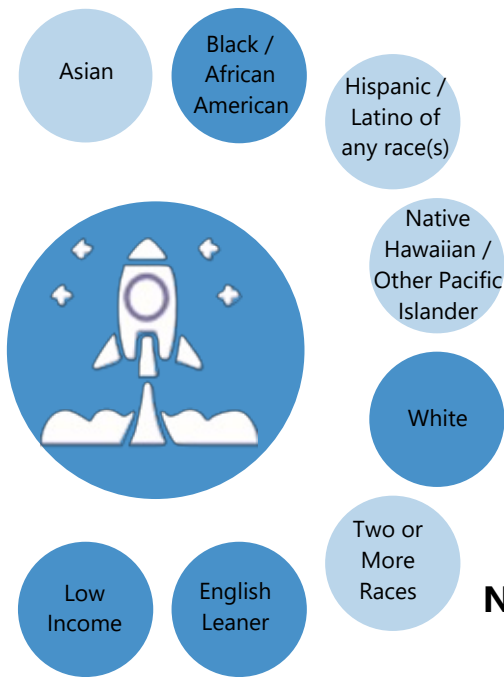 Asian
Black /
African
American
Hispanic /
Latino of
any race(s)
Native
Hawaiian /
Other Pacific
Islander
White
Two or
More
Races
N
English
Leaner
Low
Income